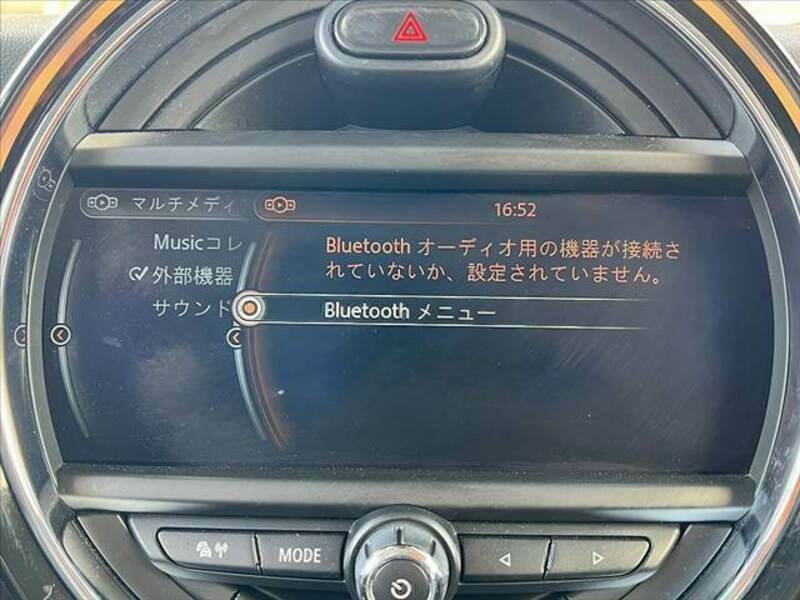 マルチメディ
16:52
Musicコレ
外部機器
サウンド
Bluetooth オーディオ用の機器が接続さ
れていないか、設定されていません。
Bluetooth メニュー
MODE